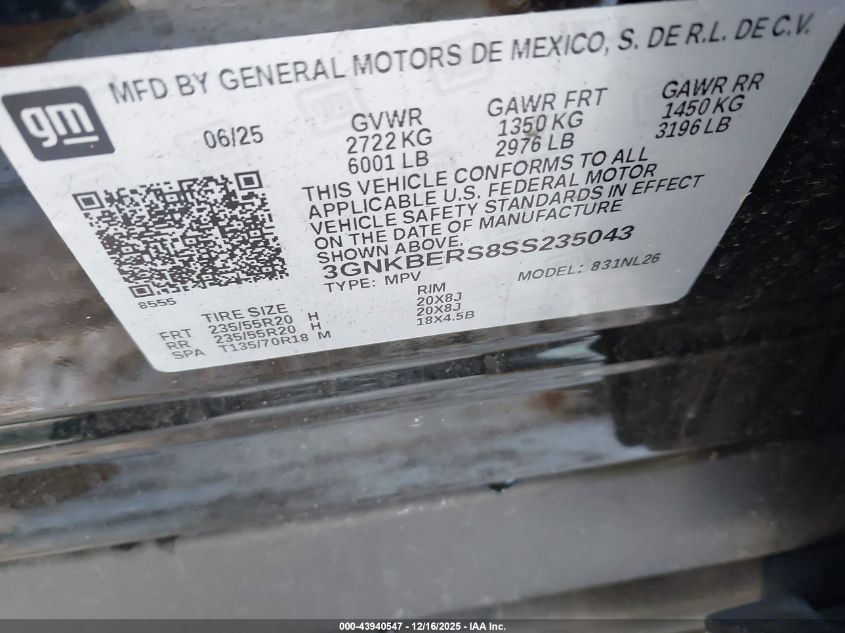 MFD BY GENERAL MOTORS DE MEXICO, S. DE R.L. DE C.V.
gm
06/25
GVWR
2722 KG
6001 LB
GAWR FRT
1350 KG
2976 LB
GAWR RR
1450 KG
3196 LB
THIS VEHICLE CONFORMS TO ALL
APPLICABLE U.S. FEDERAL MOTOR
VEHICLE SAFETY STANDARDS IN EFFECT
ON THE DATE OF MANUFACTURE
SHOWN ABOVE.
3GNKBERS8SS235043
TYPE: MPV
MODEL: 831NL26
8555
TIRE SIZE RIM
FRT 235/55R20 H 20X8J
RR 235/55R20 H 20X8J
SPA T135/70R18 M 18X4.5B
000-43940547 - 12/16/2025 - IAA Inc.